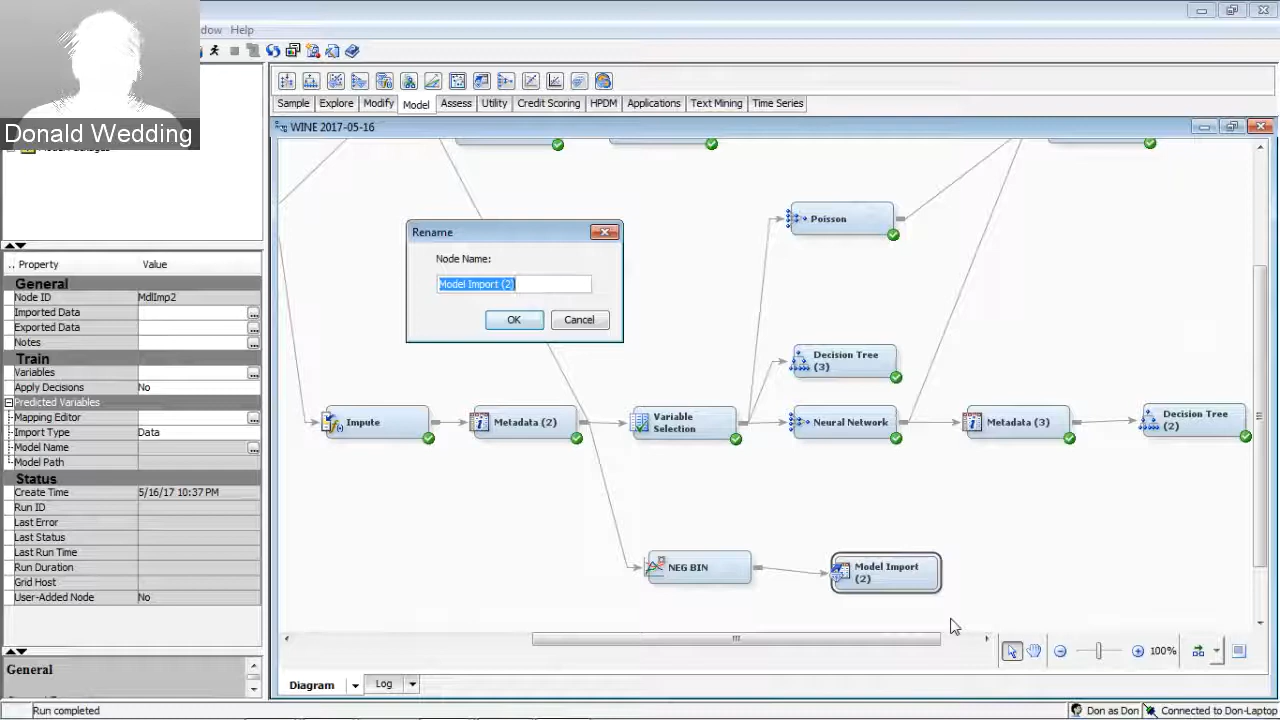 Donald Wedding
Help
Sample
Explore
Modify
Model
Assess
Utility
Credit Scoring
HPDM
Applications
Text Mining
Time Series
WINE 2017-05-16
.. Property
Value
General
Node ID
MdlImp2
Imported Data
Exported Data
Notes
Train
Variables
Apply Decisions
No
Predicted Variables
Mapping Editor
Import Type
Data
Model Name
Model Path
Status
Create Time
5/16/17 10:37 PM
Run ID
Last Error
Last Status
Last Run Time
Run Duration
Grid Host
User-Added Node
No
General
Rename
Node Name:
Model Import (2)
OK
Cancel
Poisson
Decision Tree
(3)
Impute
Metadata (2)
Variable
Selection
Neural Network
Metadata (3)
Decision Tree
(2)
NEG BIN
Model Import
(2)
100%
Diagram
Log
Run completed
Don as Don
Connected to Don-Laptop